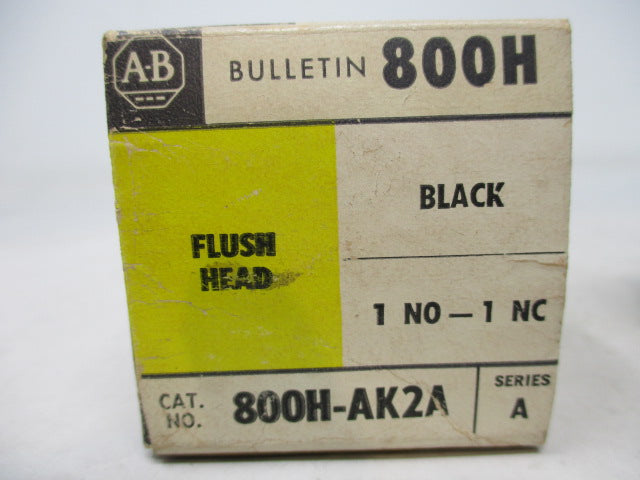 A-B BULLETIN 800H
FLUSH
HEAD
BLACK
1 NO – 1 NC
CAT.
NO. 800H-AK2A
SERIES
A